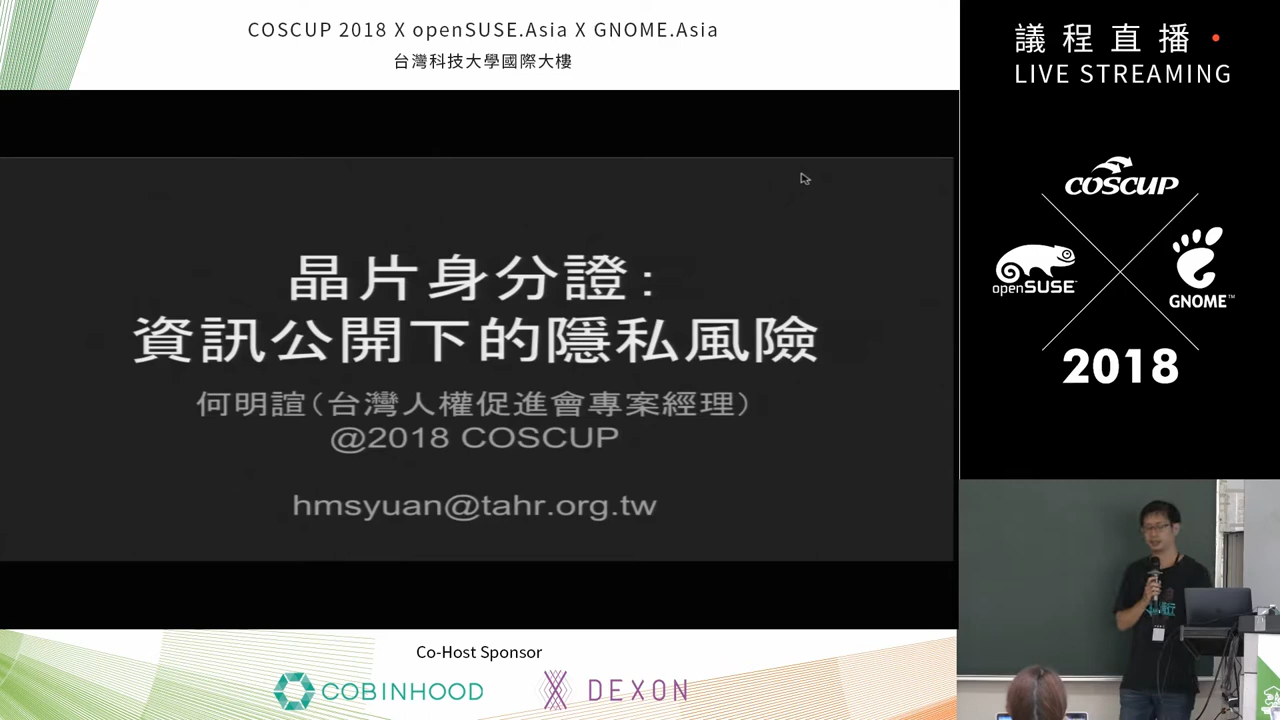 COSCUP 2018 X openSUSE.Asia X GNOME.Asia
台灣科技大學國際大樓
議程直播
LIVE STREAMING
COSCUP
openSUSE
GNOME™
2018
晶片身分證：
資訊公開下的隱私風險
何明諠（台灣人權促進會專案經理）
@2018 COSCUP
hmsyuan@tahr.org.tw
Co-Host Sponsor
COBINHOOD
DEXON